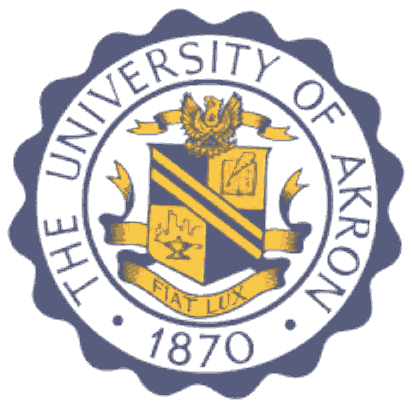 THE UNIVERSITY OF AKRON
FIAT LUX
1870